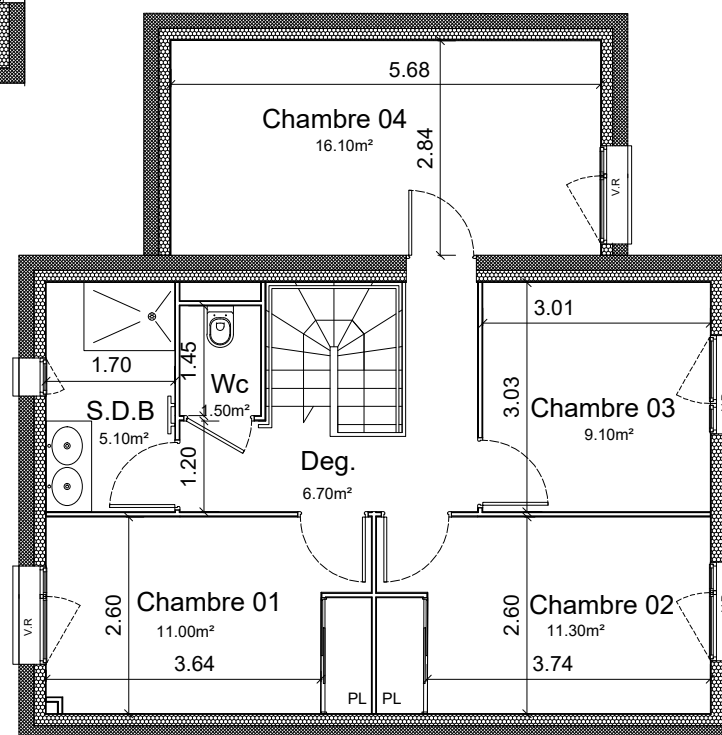 5.68
Chambre 04
16.10m²
2.84
V.R
3.01
1.70
1.45
Wc
1.50m²
3.03
S.D.B
5.10m²
Chambre 03
9.10m²
1.20
Deg.
6.70m²
V.R
2.60
Chambre 01
11.00m²
3.64
2.60
Chambre 02
11.30m²
3.74
PL
PL